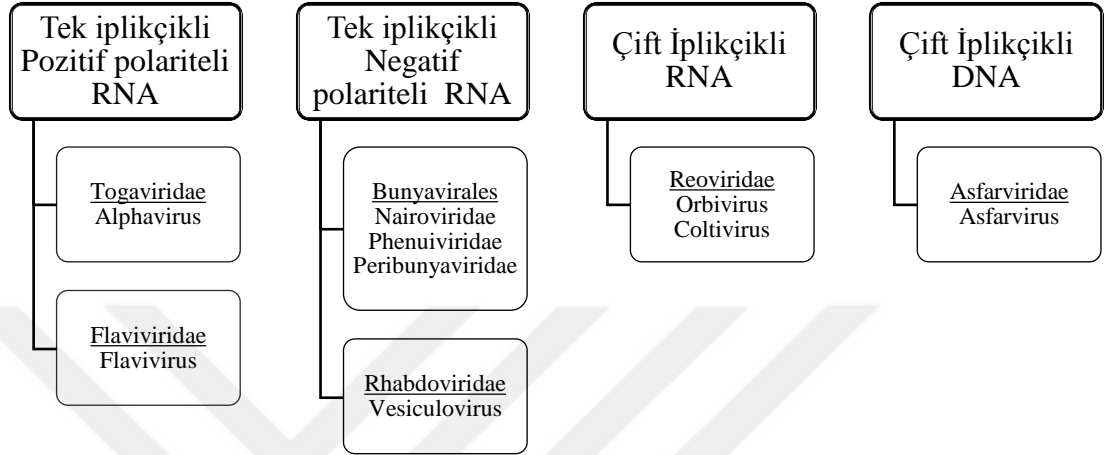 Tek iplikçikli
Pozitif polariteli
RNA
Togaviridae
Alphavirus
Flaviviridae
Flavivirus
Tek iplikçikli
Negatif
polariteli RNA
Bunyavirales
Nairoviridae
Phenuiviridae
Peribunyaviridae
Rhabdoviridae
Vesiculovirus
Çift İplikçikli
RNA
Reoviridae
Orbivirus
Coltivirus
Çift İplikçikli
DNA
Asfarviridae
Asfarvirus